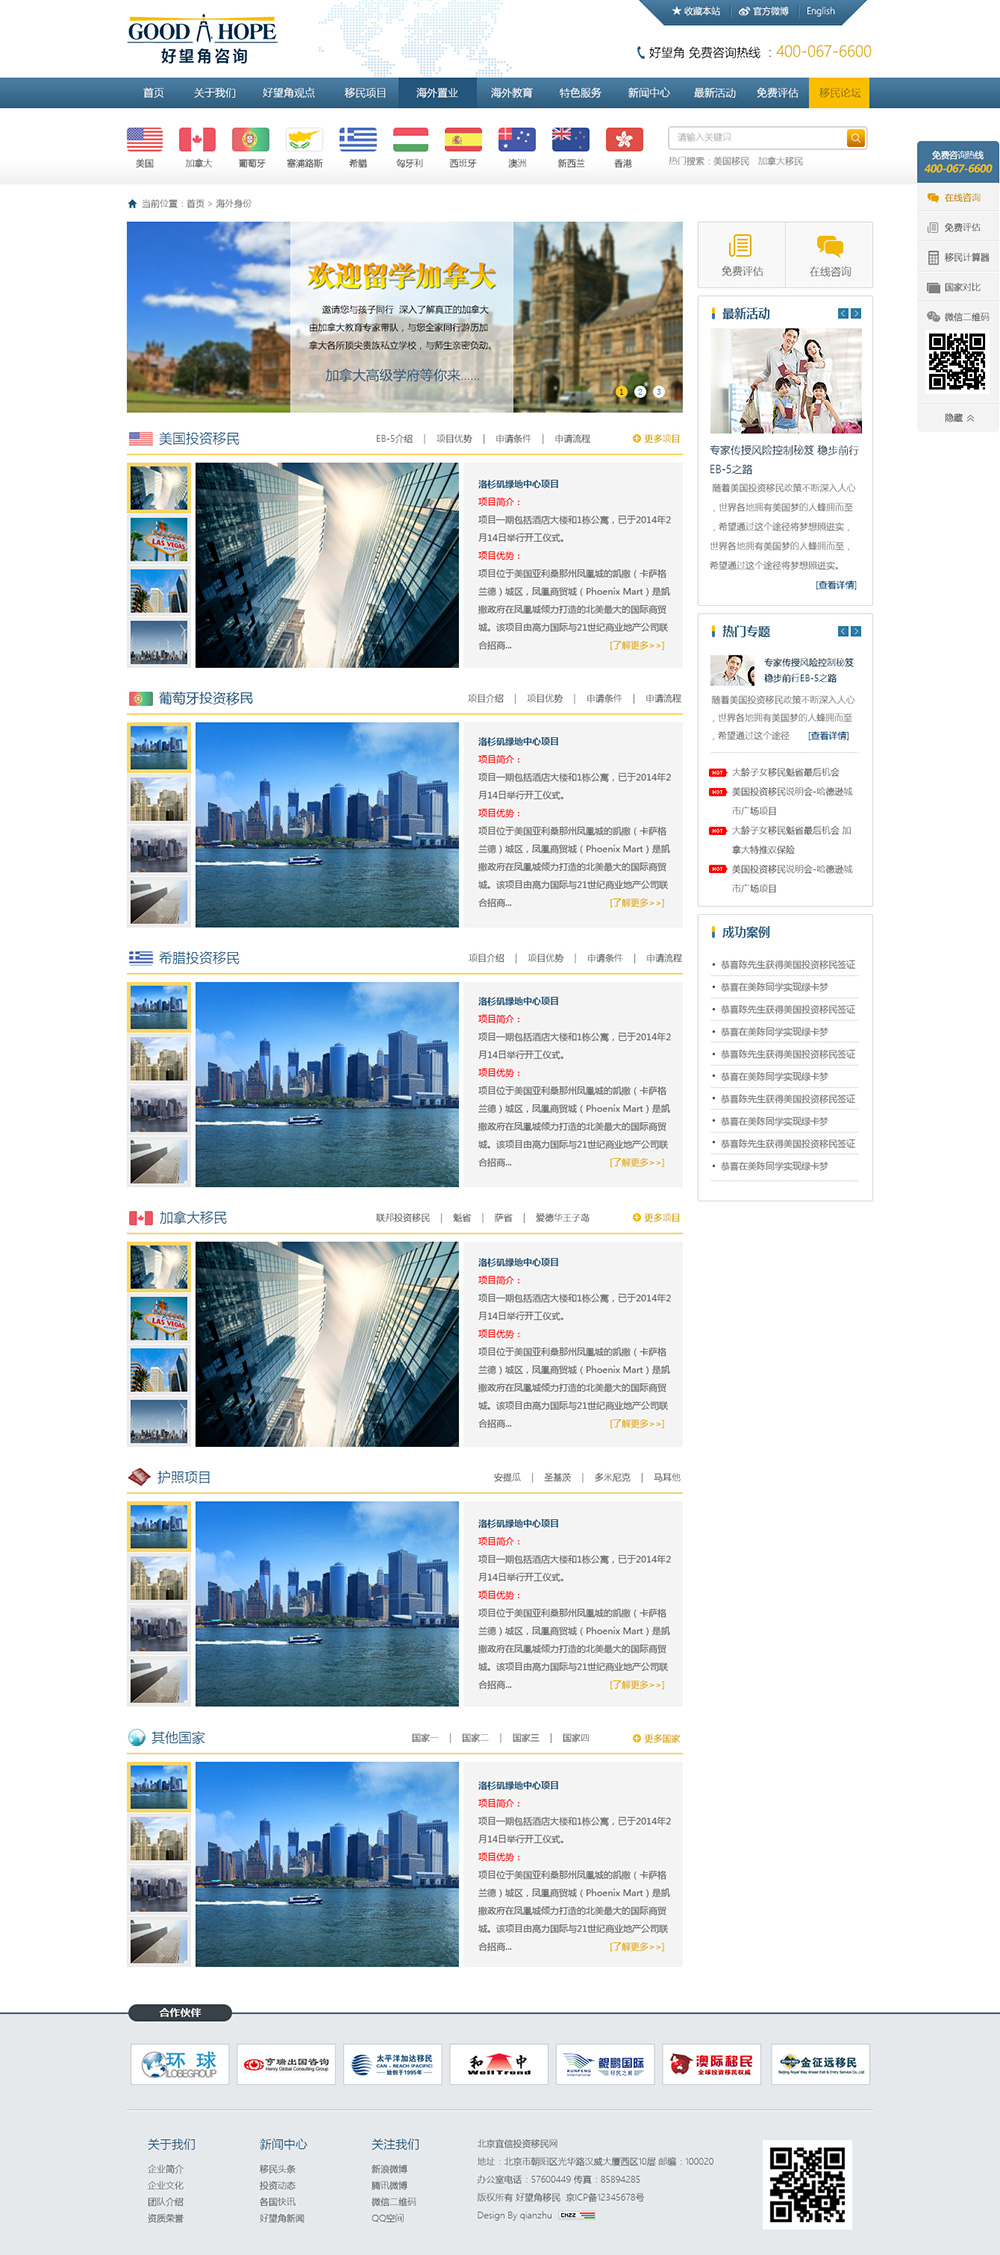 收藏本站
官方微博
English
GOOD HOPE
好望角咨询
好望角 免费咨询热线 ：400-067-6600
首页 关于我们 好望角观点 移民项目 海外置业 海外教育 特色服务 新闻中心 最新活动 免费评估 移民论坛
美国 加拿大 葡萄牙 塞浦路斯 希腊 匈牙利 西班牙 澳洲 新西兰 香港
请输入关键词
热门搜索：美国移民 加拿大移民
免费咨询热线
400-067-6600
在线咨询
免费评估
移民计算器
国家对比
微信二维码
隐藏
当前位置：首页 > 海外身份
欢迎留学加拿大
邀请您与孩子同行 深入了解真正的加拿大
由加拿大教育专家带队，与您全家同行游历加
拿大各所顶尖贵族私立学校，与师生亲密负动。
加拿大高级学府等你来......
1 2 3
免费评估 在线咨询
最新活动
专家传授风险控制秘笈 稳步前行
EB-5之路
随着美国投资移民政策不断深入人心
，世界各地拥有美国梦的人蜂拥而至
，希望通过这个途径将梦想照进实，
世界各地拥有美国梦的人蜂拥而至，
希望通过这个途径将梦想照进实。
[查看详情]
热门专题
专家传授风险控制秘笈
稳步前行EB-5之路
随着美国投资移民政策不断深入人心
，世界各地拥有美国梦的人蜂拥而至
，希望通过这个途径 [查看详情]
HOT 大龄子女移民魁省最后机会
HOT 美国投资移民说明会-哈德逊城
市广场项目
HOT 大龄子女移民魁省最后机会 加
拿大特推双保险
HOT 美国投资移民说明会-哈德逊城
市广场项目
成功案例
恭喜陈先生获得美国投资移民签证
恭喜在美陈同学实现绿卡梦
恭喜陈先生获得美国投资移民签证
恭喜在美陈同学实现绿卡梦
恭喜陈先生获得美国投资移民签证
恭喜在美陈同学实现绿卡梦
恭喜陈先生获得美国投资移民签证
恭喜在美陈同学实现绿卡梦
恭喜陈先生获得美国投资移民签证
恭喜在美陈同学实现绿卡梦
美国投资移民
EB-5介绍 | 项目优势 | 申请条件 | 申请流程
更多项目
LAS VEGAS
洛杉矶绿地中心项目
项目简介：
项目一期包括酒店大楼和1栋公寓，已于2014年2
月14日举行开工仪式。
项目优势：
项目位于美国亚利桑那州凤凰城的凯撒（卡萨格
兰德）城区，凤凰商贸城（Phoenix Mart）是凯
撒政府在凤凰城倾力打造的北美最大的国际商贸
城。该项目由高力国际与21世纪商业地产公司联
合招商... [了解更多>>]
葡萄牙投资移民
项目介绍 | 项目优势 | 申请条件 | 申请流程
洛杉矶绿地中心项目
项目简介：
项目一期包括酒店大楼和1栋公寓，已于2014年2
月14日举行开工仪式。
项目优势：
项目位于美国亚利桑那州凤凰城的凯撒（卡萨格
兰德）城区，凤凰商贸城（Phoenix Mart）是凯
撒政府在凤凰城倾力打造的北美最大的国际商贸
城。该项目由高力国际与21世纪商业地产公司联
合招商... [了解更多>>]
希腊投资移民
项目介绍 | 项目优势 | 申请条件 | 申请流程
洛杉矶绿地中心项目
项目简介：
项目一期包括酒店大楼和1栋公寓，已于2014年2
月14日举行开工仪式。
项目优势：
项目位于美国亚利桑那州凤凰城的凯撒（卡萨格
兰德）城区，凤凰商贸城（Phoenix Mart）是凯
撒政府在凤凰城倾力打造的北美最大的国际商贸
城。该项目由高力国际与21世纪商业地产公司联
合招商... [了解更多>>]
加拿大移民
联邦投资移民 | 魁省 | 萨省 | 爱德华王子岛
更多项目
LAS VEGAS
洛杉矶绿地中心项目
项目简介：
项目一期包括酒店大楼和1栋公寓，已于2014年2
月14日举行开工仪式。
项目优势：
项目位于美国亚利桑那州凤凰城的凯撒（卡萨格
兰德）城区，凤凰商贸城（Phoenix Mart）是凯
撒政府在凤凰城倾力打造的北美最大的国际商贸
城。该项目由高力国际与21世纪商业地产公司联
合招商... [了解更多>>]
护照项目
安提瓜 | 圣基茨 | 多米尼克 | 马耳他
洛杉矶绿地中心项目
项目简介：
项目一期包括酒店大楼和1栋公寓，已于2014年2
月14日举行开工仪式。
项目优势：
项目位于美国亚利桑那州凤凰城的凯撒（卡萨格
兰德）城区，凤凰商贸城（Phoenix Mart）是凯
撒政府在凤凰城倾力打造的北美最大的国际商贸
城。该项目由高力国际与21世纪商业地产公司联
合招商... [了解更多>>]
其他国家
国家一 | 国家二 | 国家三 | 国家四
更多国家
洛杉矶绿地中心项目
项目简介：
项目一期包括酒店大楼和1栋公寓，已于2014年2
月14日举行开工仪式。
项目优势：
项目位于美国亚利桑那州凤凰城的凯撒（卡萨格
兰德）城区，凤凰商贸城（Phoenix Mart）是凯
撒政府在凤凰城倾力打造的北美最大的国际商贸
城。该项目由高力国际与21世纪商业地产公司联
合招商... [了解更多>>]
合作伙伴
环球
LOBEGROUP
亨瑞出国咨询
Henry Global Consulting Group
太平洋加达移民
CAN - REACH (PACIFIC)
—始创于1995年—
和中
WellTrend
鲲鹏国际
KUNPENG
移民之翼
澳际移民
全球投资移民权威
金征远移民
Beijing Royal Way Ahead Exit & Entry Service Co.,Ltd
关于我们
企业简介
企业文化
团队介绍
资质荣誉
新闻中心
移民头条
投资动态
各国快讯
好望角新闻
关注我们
新浪微博
腾讯微博
微信二维码
QQ空间
北京宜信投资移民网
地址：北京市朝阳区光华路汉威大厦西区10层 邮编：100020
办公室电话：57600449 传真：85894285
版权所有 好望角移民 京ICP备12345678号
Design By qianzhu CNZZ